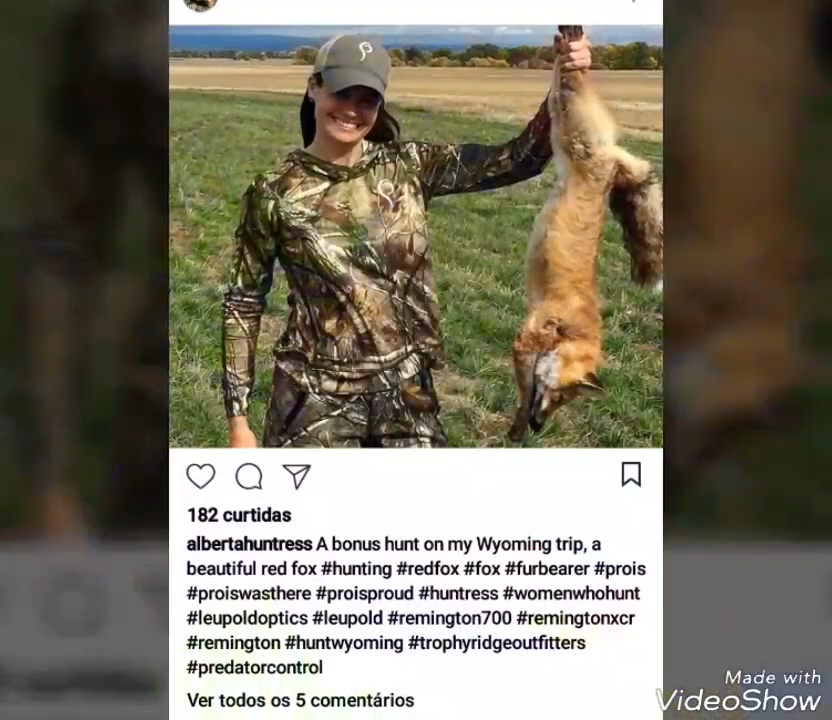 182 curtidas
albertahuntress A bonus hunt on my Wyoming trip, a
beautiful red fox #hunting #redfox #fox #furbearer #prois
#proiswasthere #proisproud #huntress #womenwhohunt
#leupoldoptics #leupold #remington700 #remingtonxcr
#remington #huntwyoming #trophyridgeoutfitters
#predatorcontrol
Ver todos os 5 comentários
Made with
VideoShow